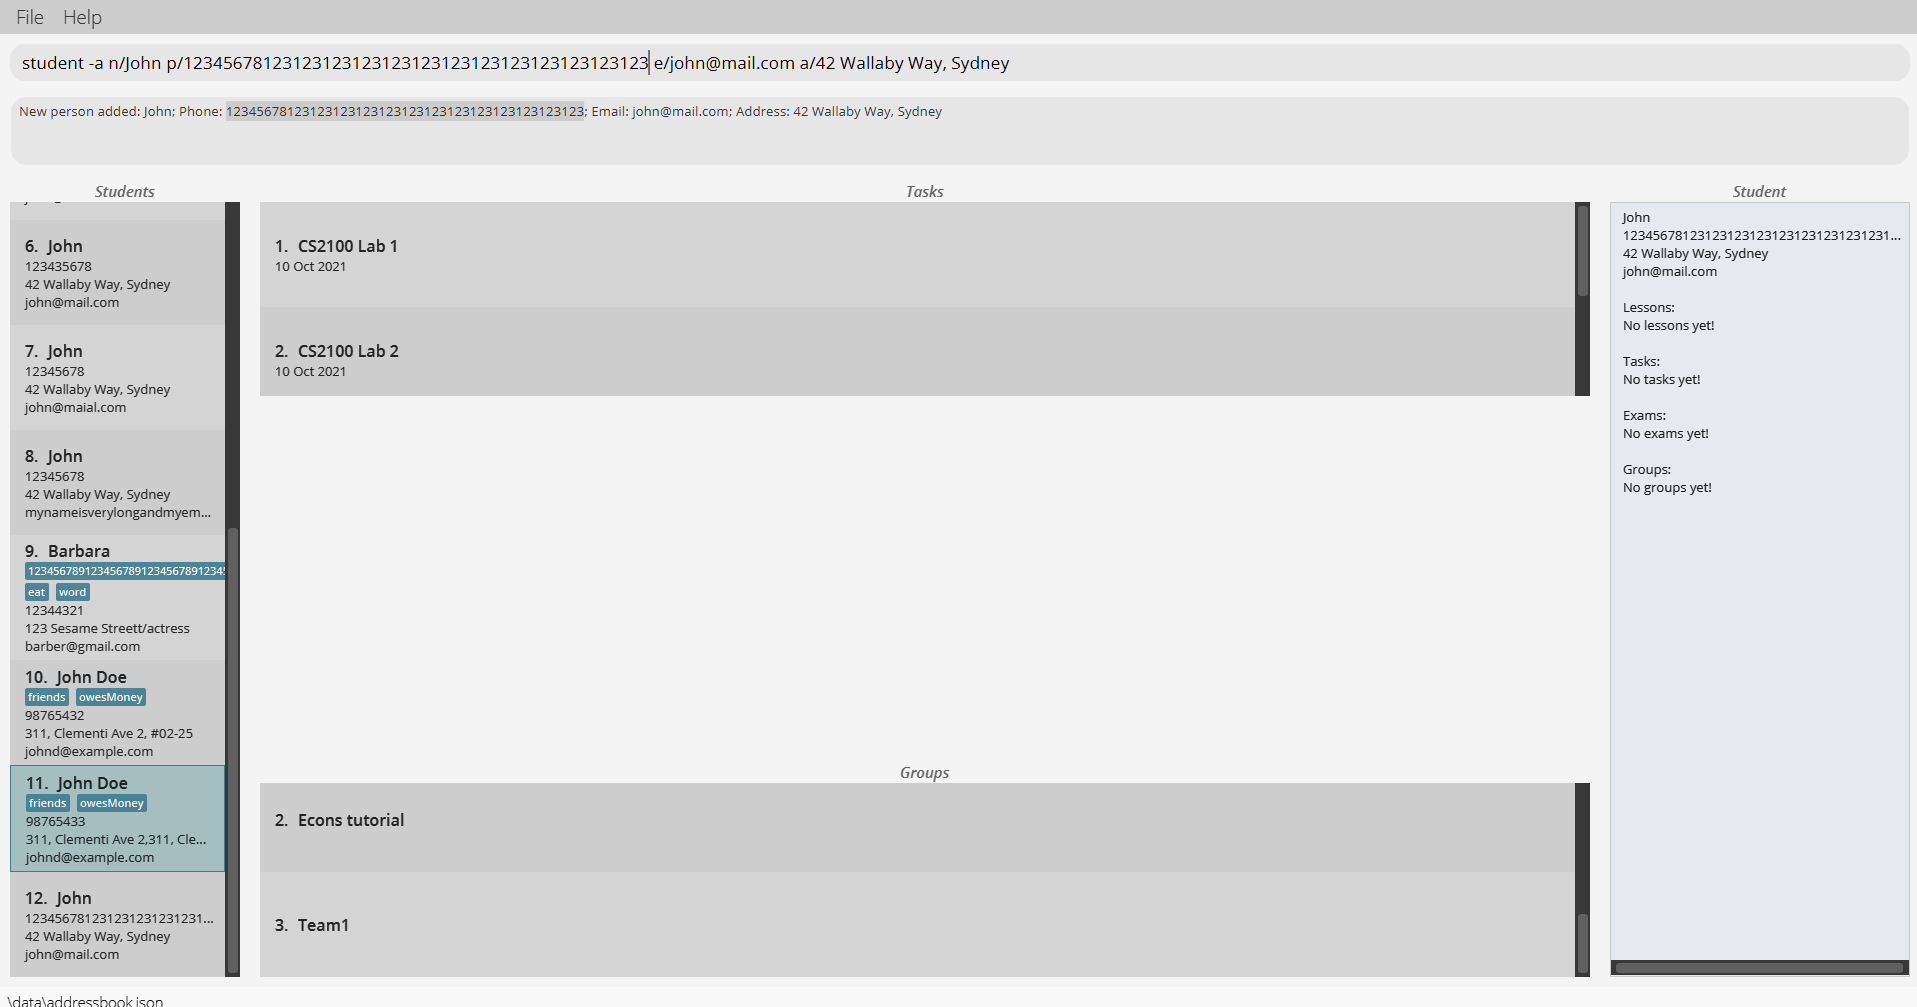 File Help
student -a n/John p/12345678123123123123123123123123123123123123123 e/john@mail.com a/42 Wallaby Way, Sydney
New person added: John; Phone: 12345678123123123123123123123123123123123123123; Email: john@mail.com; Address: 42 Wallaby Way, Sydney
Students
6. John
123435678
42 Wallaby Way, Sydney
john@mail.com
7. John
12345678
42 Wallaby Way, Sydney
john@maial.com
8. John
12345678
42 Wallaby Way, Sydney
mynameisverylongandmyem...
9. Barbara
12345678912345678912345678912345
eat word
12344321
123 Sesame Streett/actress
barber@gmail.com
10. John Doe
friends owesMoney
98765432
311, Clementi Ave 2, #02-25
johnd@example.com
11. John Doe
friends owesMoney
98765433
311, Clementi Ave 2,311, Cle...
johnd@example.com
12. John
12345678123123123123123 1...
42 Wallaby Way, Sydney
john@mail.com
Tasks
1. CS2100 Lab 1
10 Oct 2021
2. CS2100 Lab 2
10 Oct 2021
Groups
2. Econs tutorial
3. Team1
Student
John
12345678123123123123123123123123123 1...
42 Wallaby Way, Sydney
john@mail.com
Lessons:
No lessons yet!
Tasks:
No tasks yet!
Exams:
No exams yet!
Groups:
No groups yet!
\data\addressbook.json